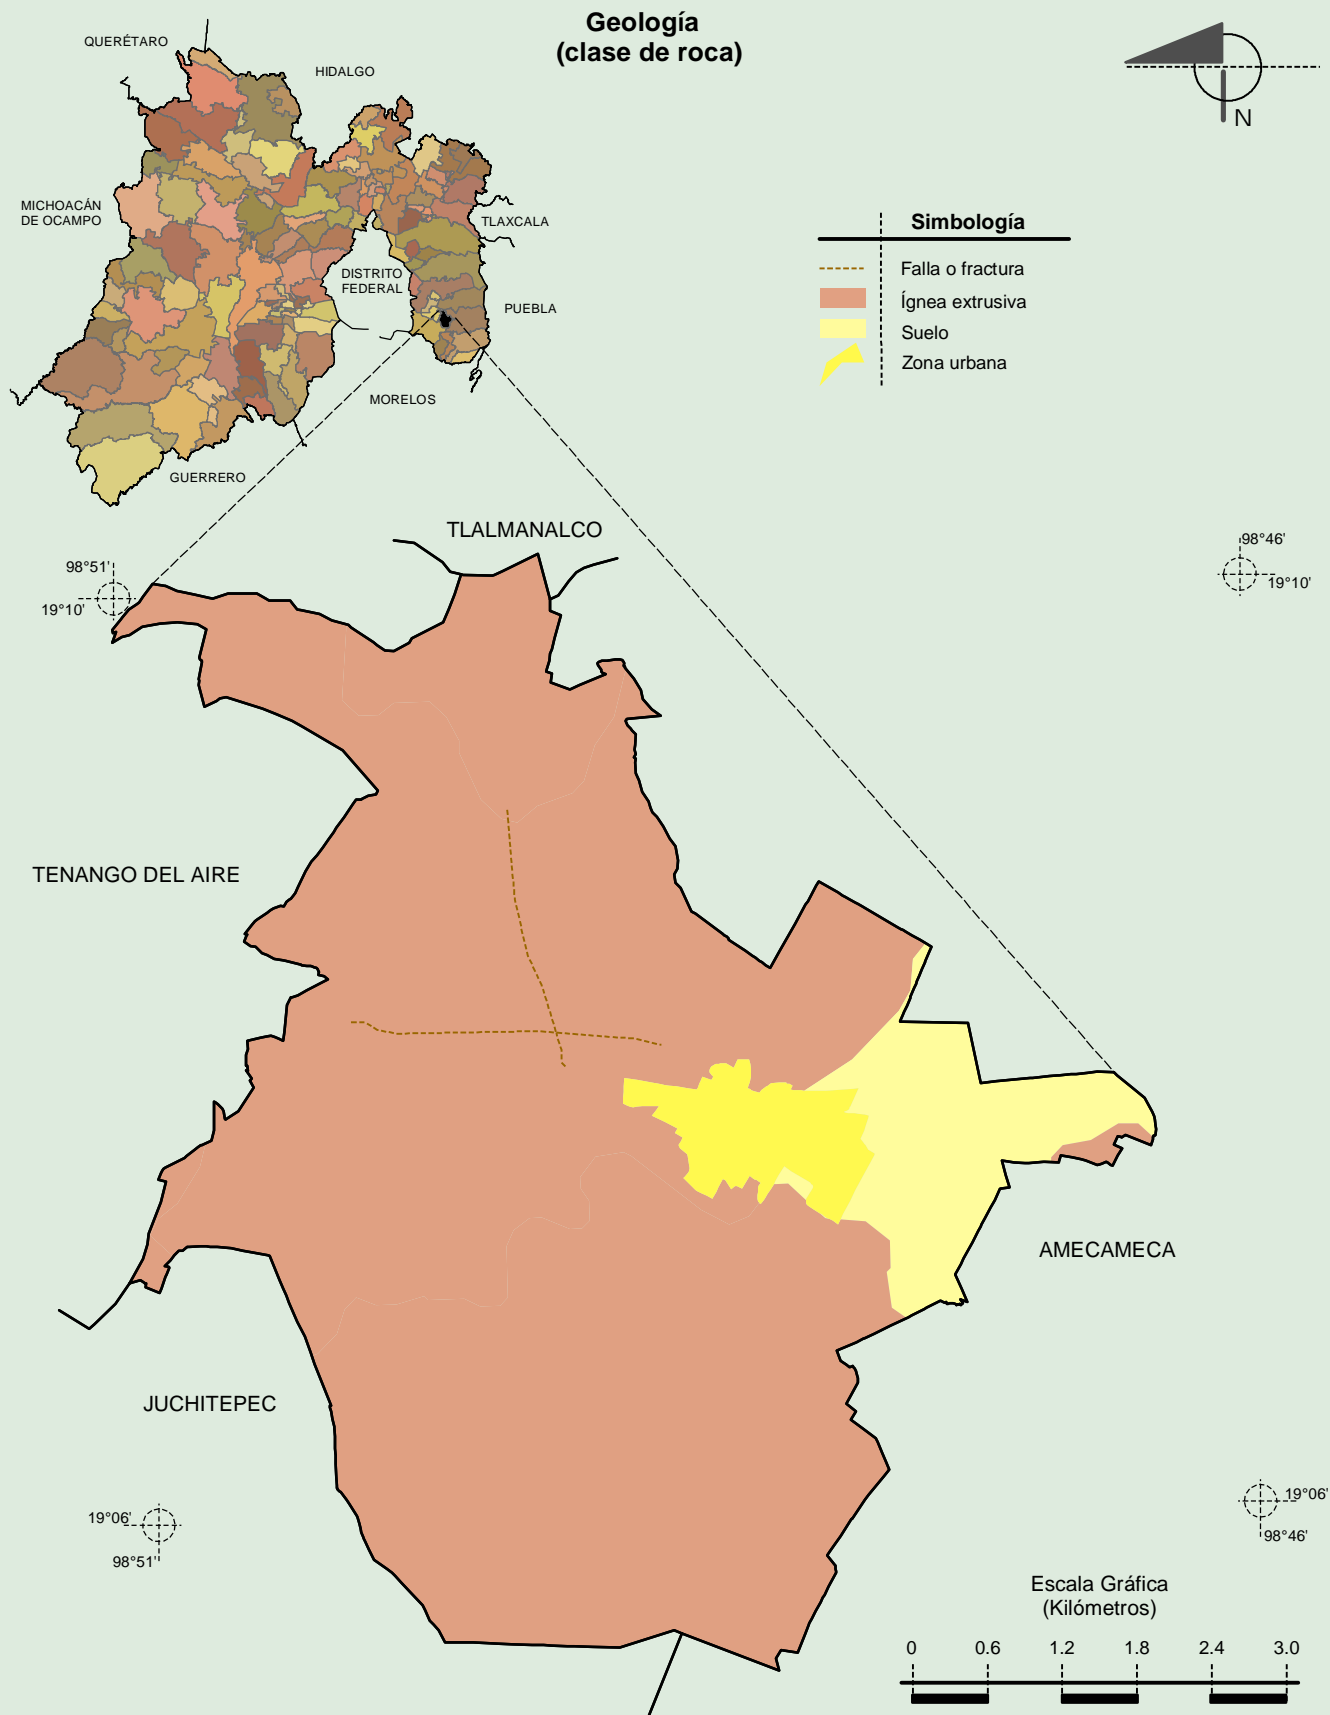 Geología
(clase de roca)
QUERÉTARO
HIDALGO
MICHOACÁN
DE OCAMPO
TLAXCALA
DISTRITO
FEDERAL
PUEBLA
MORELOS
GUERRERO
N
Simbología
Falla o fractura
Ígnea extrusiva
Suelo
Zona urbana
TLALMANALCO
98°51'
19°10'
98°46'
19°10'
TENANGO DEL AIRE
AMECAMECA
JUCHITEPEC
19°06'
98°51'
19°06'
98°46'
Escala Gráfica
(Kilómetros)
0 0.6 1.2 1.8 2.4 3.0